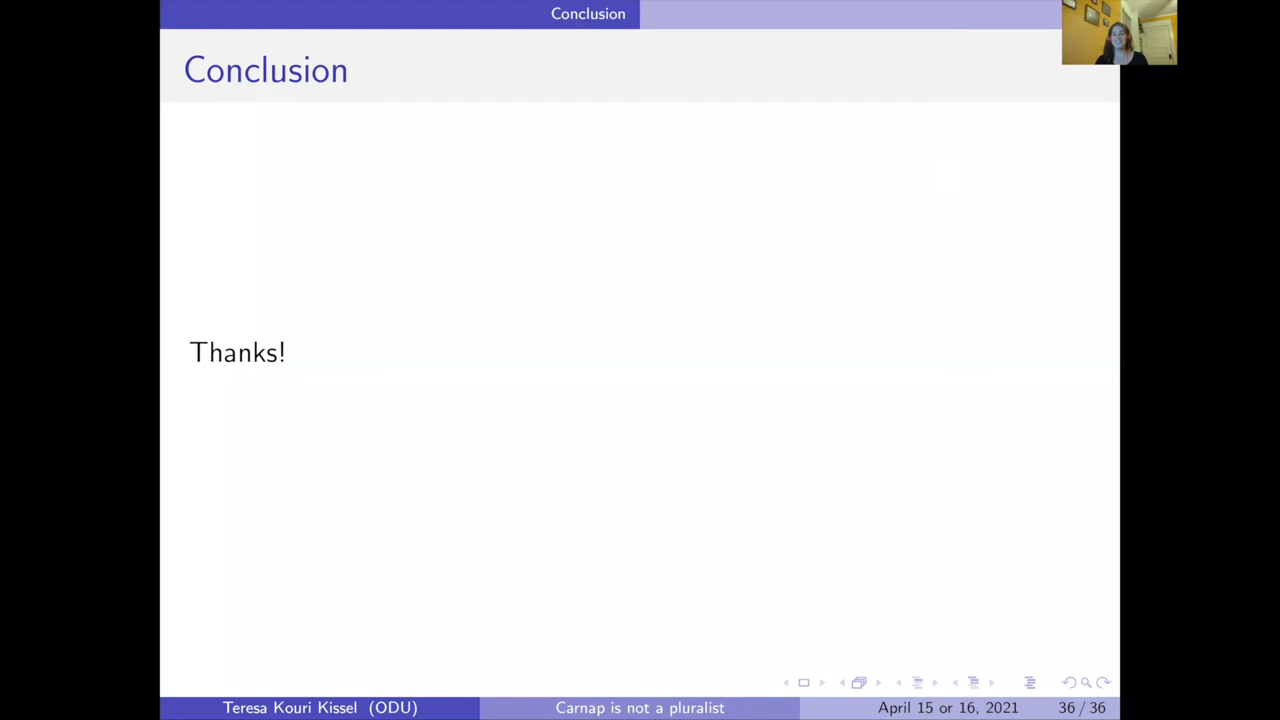 Conclusion
Conclusion
Thanks!
Teresa Kouri Kissel (ODU)
Carnap is not a pluralist
April 15 or 16, 2021
36 / 36